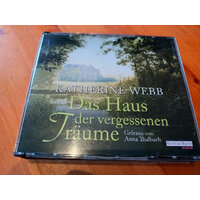 KATHERINE WEBB
Das Haus
der vergessenen
Träume
Gelesen von
Anna Thalbach